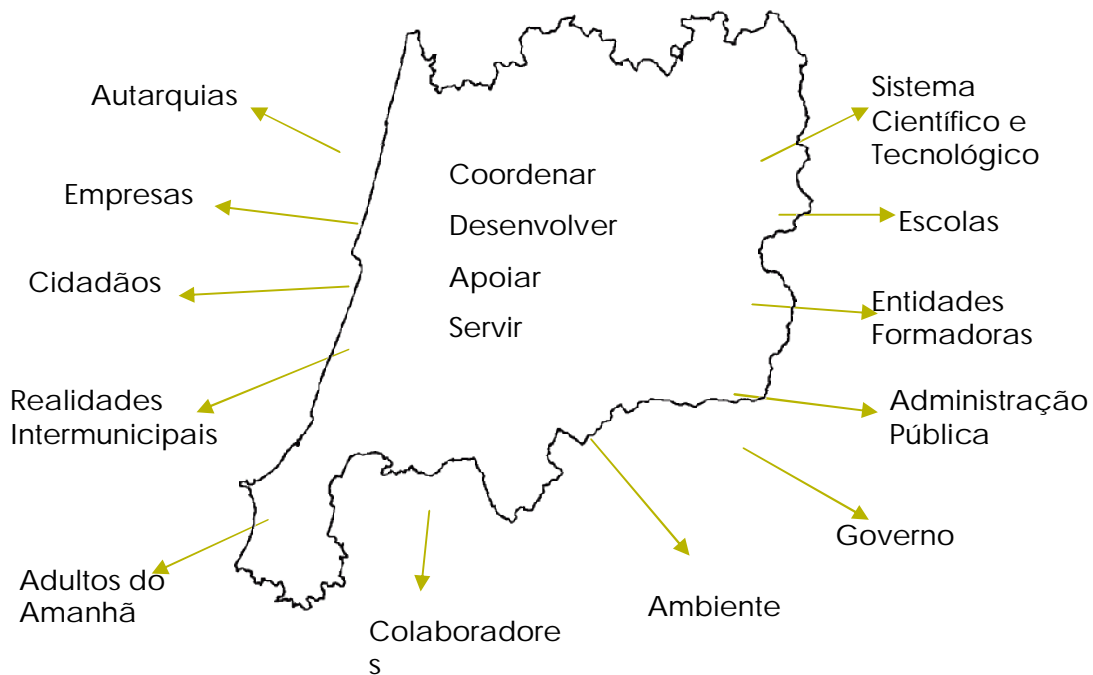 Autarquias
Empresas
Cidadãos
Realidades
Intermunicipais
Adultos do
Amanhã
Coordenar
Desenvolver
Apoiar
Servir
Colaboradore
s
Ambiente
Sistema
Científico e
Tecnológico
Escolas
Entidades
Formadoras
Administração
Pública
Governo